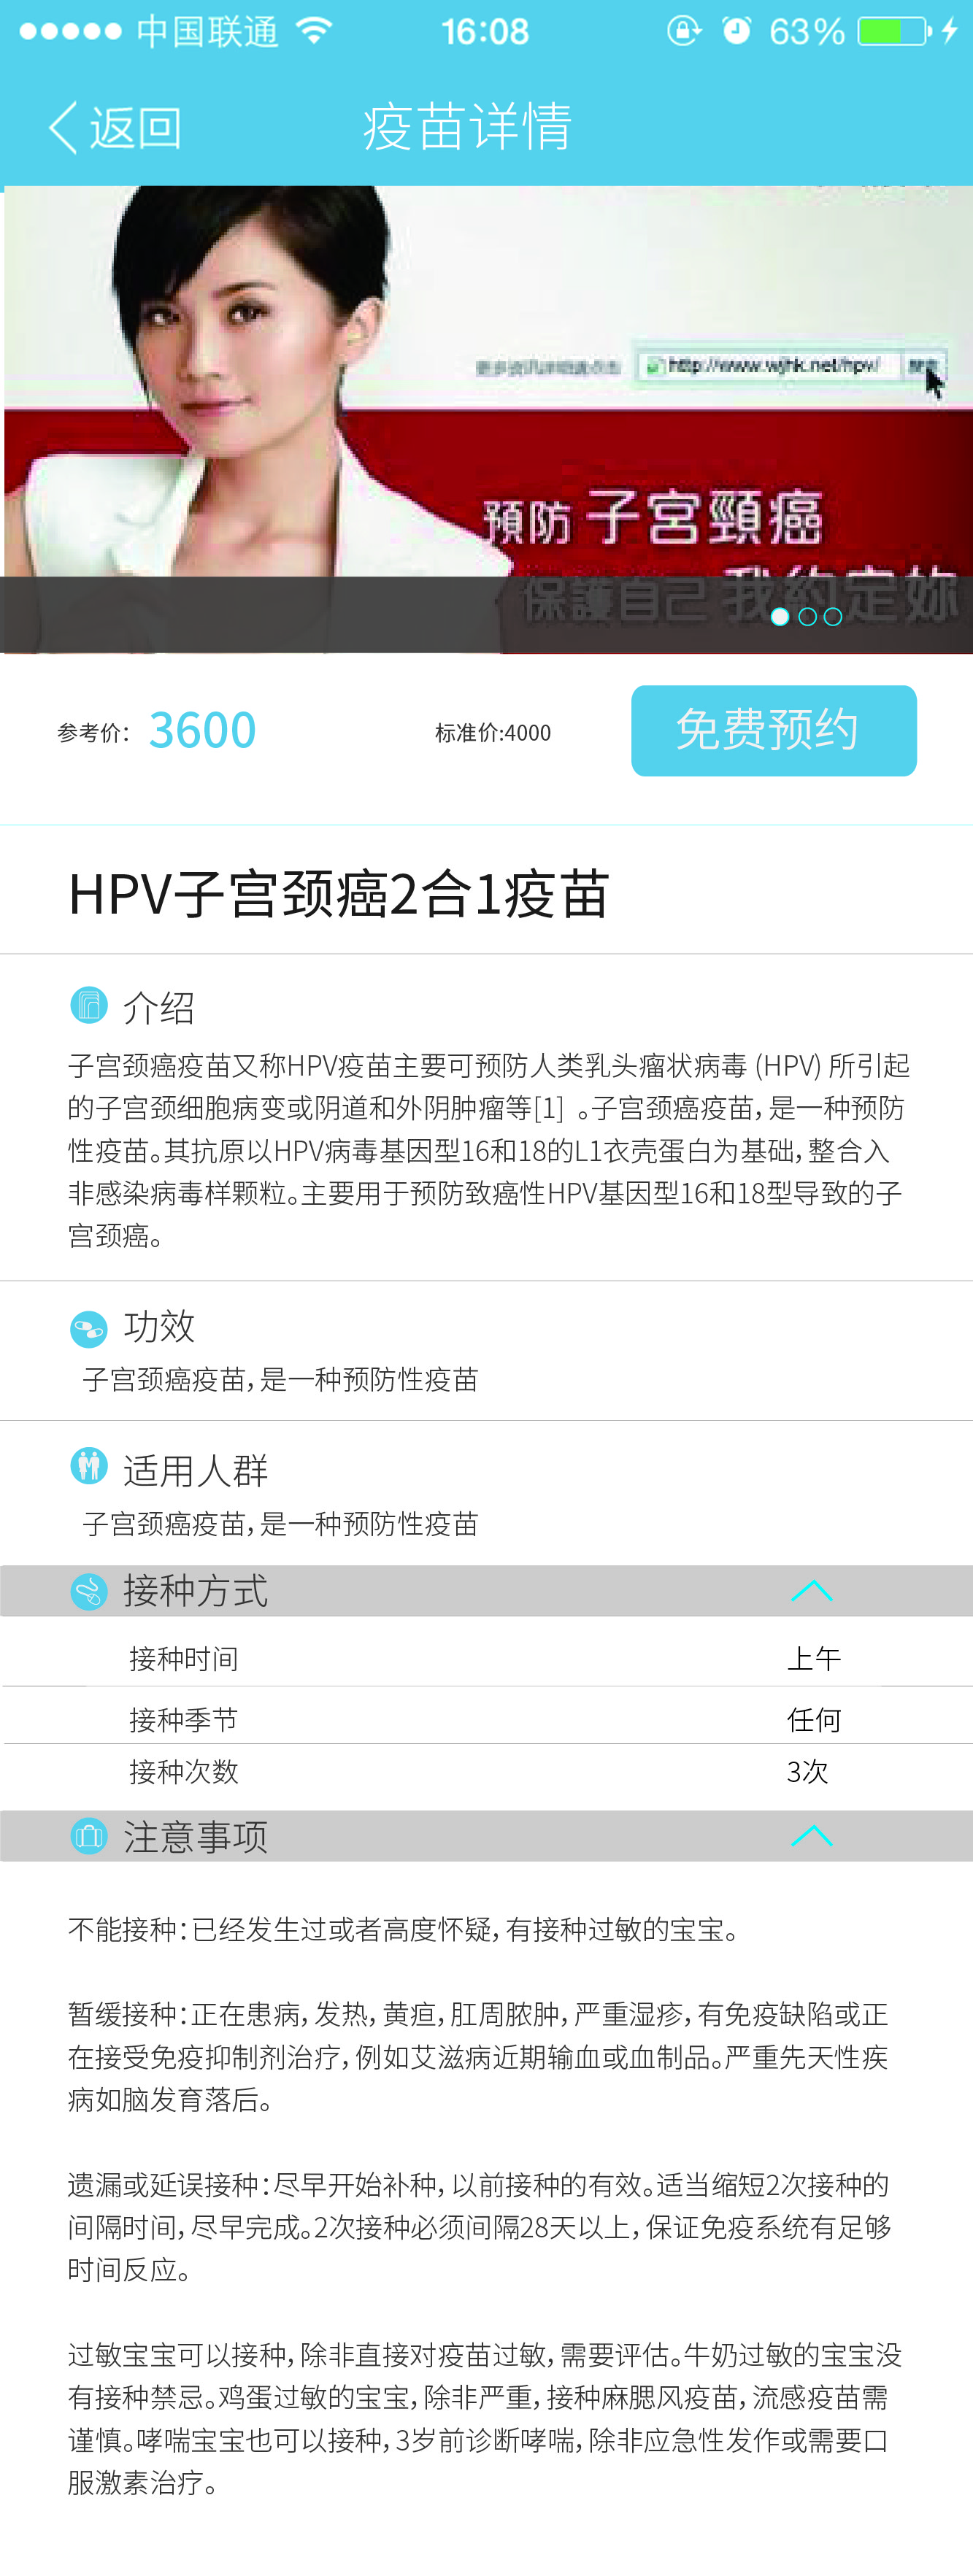 中国联通 16:08 63%
返回 疫苗详情
http://www.wjhk.net/hpv/
預防 子宮頸癌
保護自己 我約定妳
参考价： 3600 标准价:4000 免费预约
HPV子宫颈癌2合1疫苗
介绍
子宫颈癌疫苗又称HPV疫苗主要可预防人类乳头瘤状病毒 (HPV) 所引起
的子宫颈细胞病变或阴道和外阴肿瘤等[1] 。子宫颈癌疫苗，是一种预防
性疫苗。其抗原以HPV病毒基因型16和18的L1衣壳蛋白为基础，整合入
非感染病毒样颗粒。主要用于预防致癌性HPV基因型16和18型导致的子
宫颈癌。
功效
子宫颈癌疫苗，是一种预防性疫苗
适用人群
子宫颈癌疫苗，是一种预防性疫苗
接种方式
接种时间 上午
接种季节 任何
接种次数 3次
注意事项
不能接种：已经发生过或者高度怀疑，有接种过敏的宝宝。
暂缓接种：正在患病，发热，黄疸，肛周脓肿，严重湿疹，有免疫缺陷或正
在接受免疫抑制剂治疗，例如艾滋病近期输血或血制品。严重先天性疾
病如脑发育落后。
遗漏或延误接种：尽早开始补种，以前接种的有效。适当缩短2次接种的
间隔时间，尽早完成。2次接种必须间隔28天以上，保证免疫系统有足够
时间反应。
过敏宝宝可以接种，除非直接对疫苗过敏，需要评估。牛奶过敏的宝宝没
有接种禁忌。鸡蛋过敏的宝宝，除非严重，接种麻腮风疫苗，流感疫苗需
谨慎。哮喘宝宝也可以接种，3岁前诊断哮喘，除非应急性发作或需要口
服激素治疗。